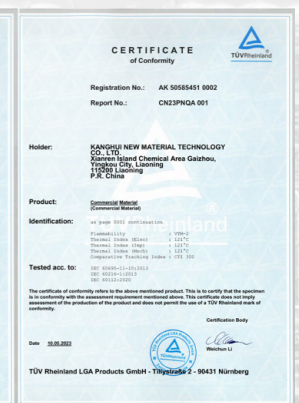 CERTIFICATE
of Conformity
TÜVRheinland
Registration No.: AK 50585451 0002
Report No.: CN23PNQA 001
Holder: KANGHUI NEW MATERIAL TECHNOLOGY
CO., LTD.
Xianren Island Chemical Area Gaizhou,
Yingkou City, Liaoning
115200 Liaoning
P.R. China
Product: Commercial Material
(Commercial Material)
Identification: as page 0001 continuation
Flammability : VTM-2
Thermal Index (Elec) : 121°C
Thermal Index (Imp) : 121°C
Thermal Index (Mech) : 121°C
Comparative Tracking Index : CTI 300
Tested acc. to: IEC 60695-11-10:2013
IEC 60216-1:2013
IEC 60112:2020
The certificate of conformity refers to the above mentioned product. This is to certify that the specimen
is in conformity with the assessment requirement mentioned above. This certificate does not imply
assessment of the production of the product and does not permit the use of a TÜV Rheinland mark of
conformity.
Certification Body
Date 10.05.2023
Weichun Li
TÜV Rheinland LGA Products GmbH - Tillystraße 2 - 90431 Nürnberg